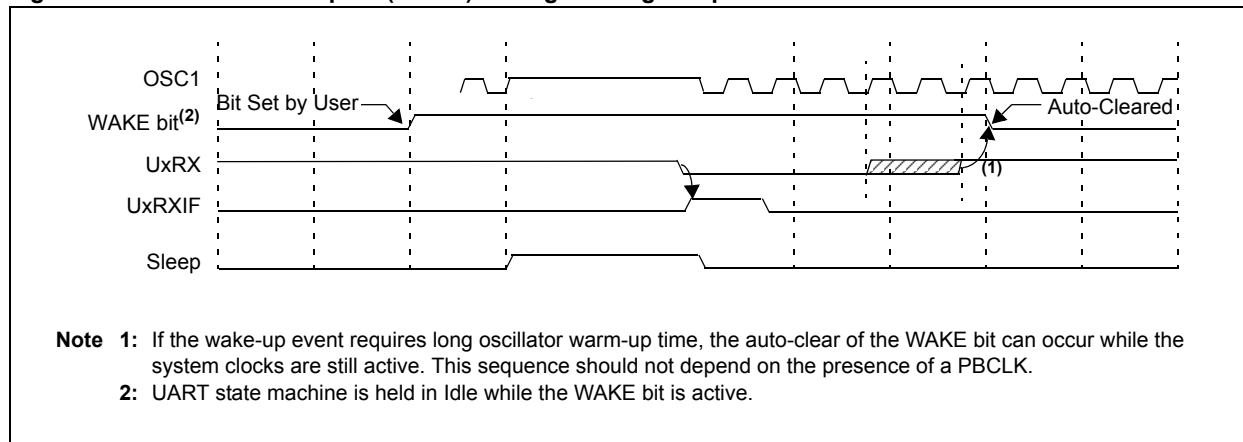 OSC1
Bit Set by User
Auto-Cleared
WAKE bit(2)
UxRX
(1)
UxRXIF
Sleep
Note 1: If the wake-up event requires long oscillator warm-up time, the auto-clear of the WAKE bit can occur while the
system clocks are still active. This sequence should not depend on the presence of a PBCLK.
2: UART state machine is held in Idle while the WAKE bit is active.